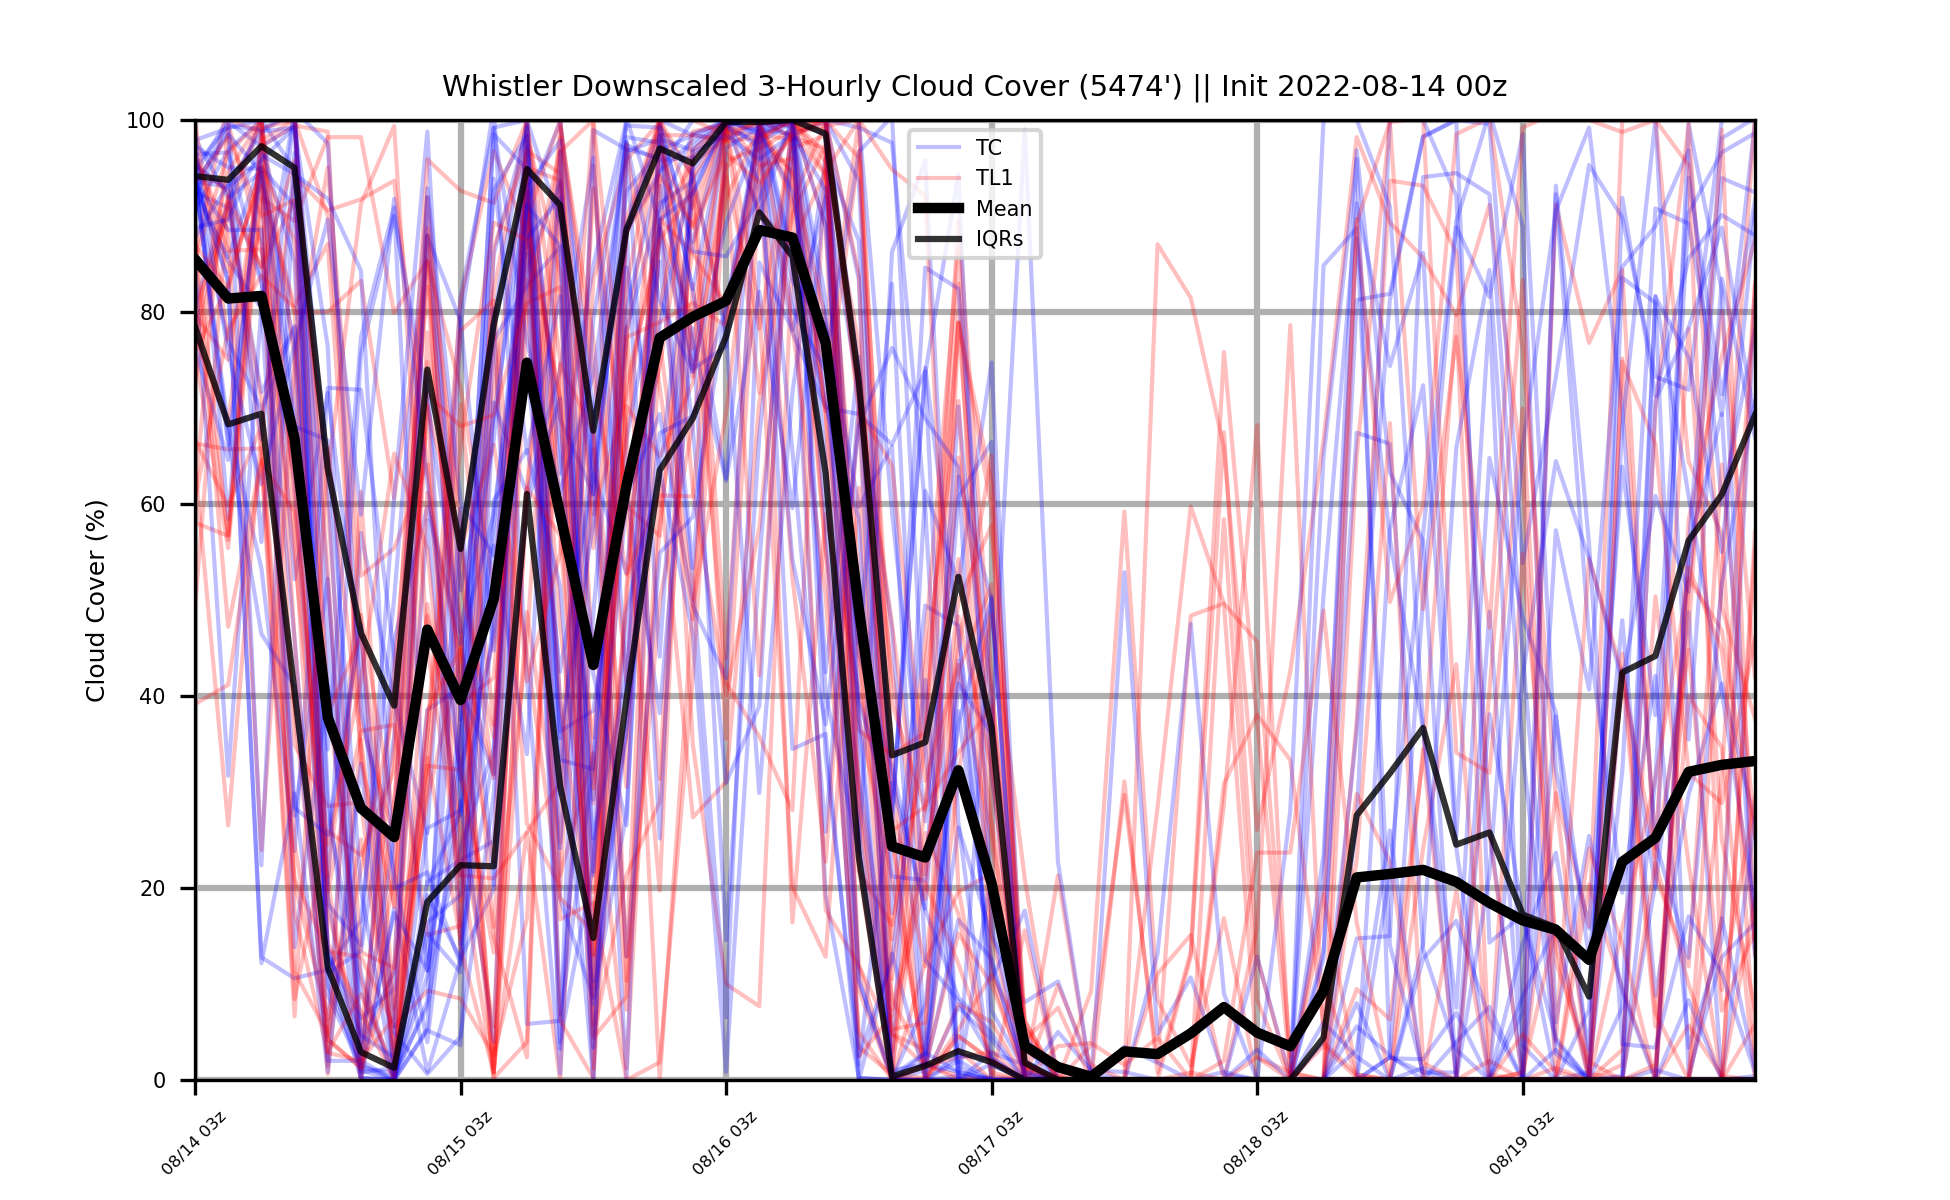 Whistler Downscaled 3-Hourly Cloud Cover (5474') || Init 2022-08-14 00z
TC
TL1
Mean
IQRs
Cloud Cover (%)
100
80
60
40
20
0
08/14 03z
08/15 03z
08/16 03z
08/17 03z
08/18 03z
08/19 03z